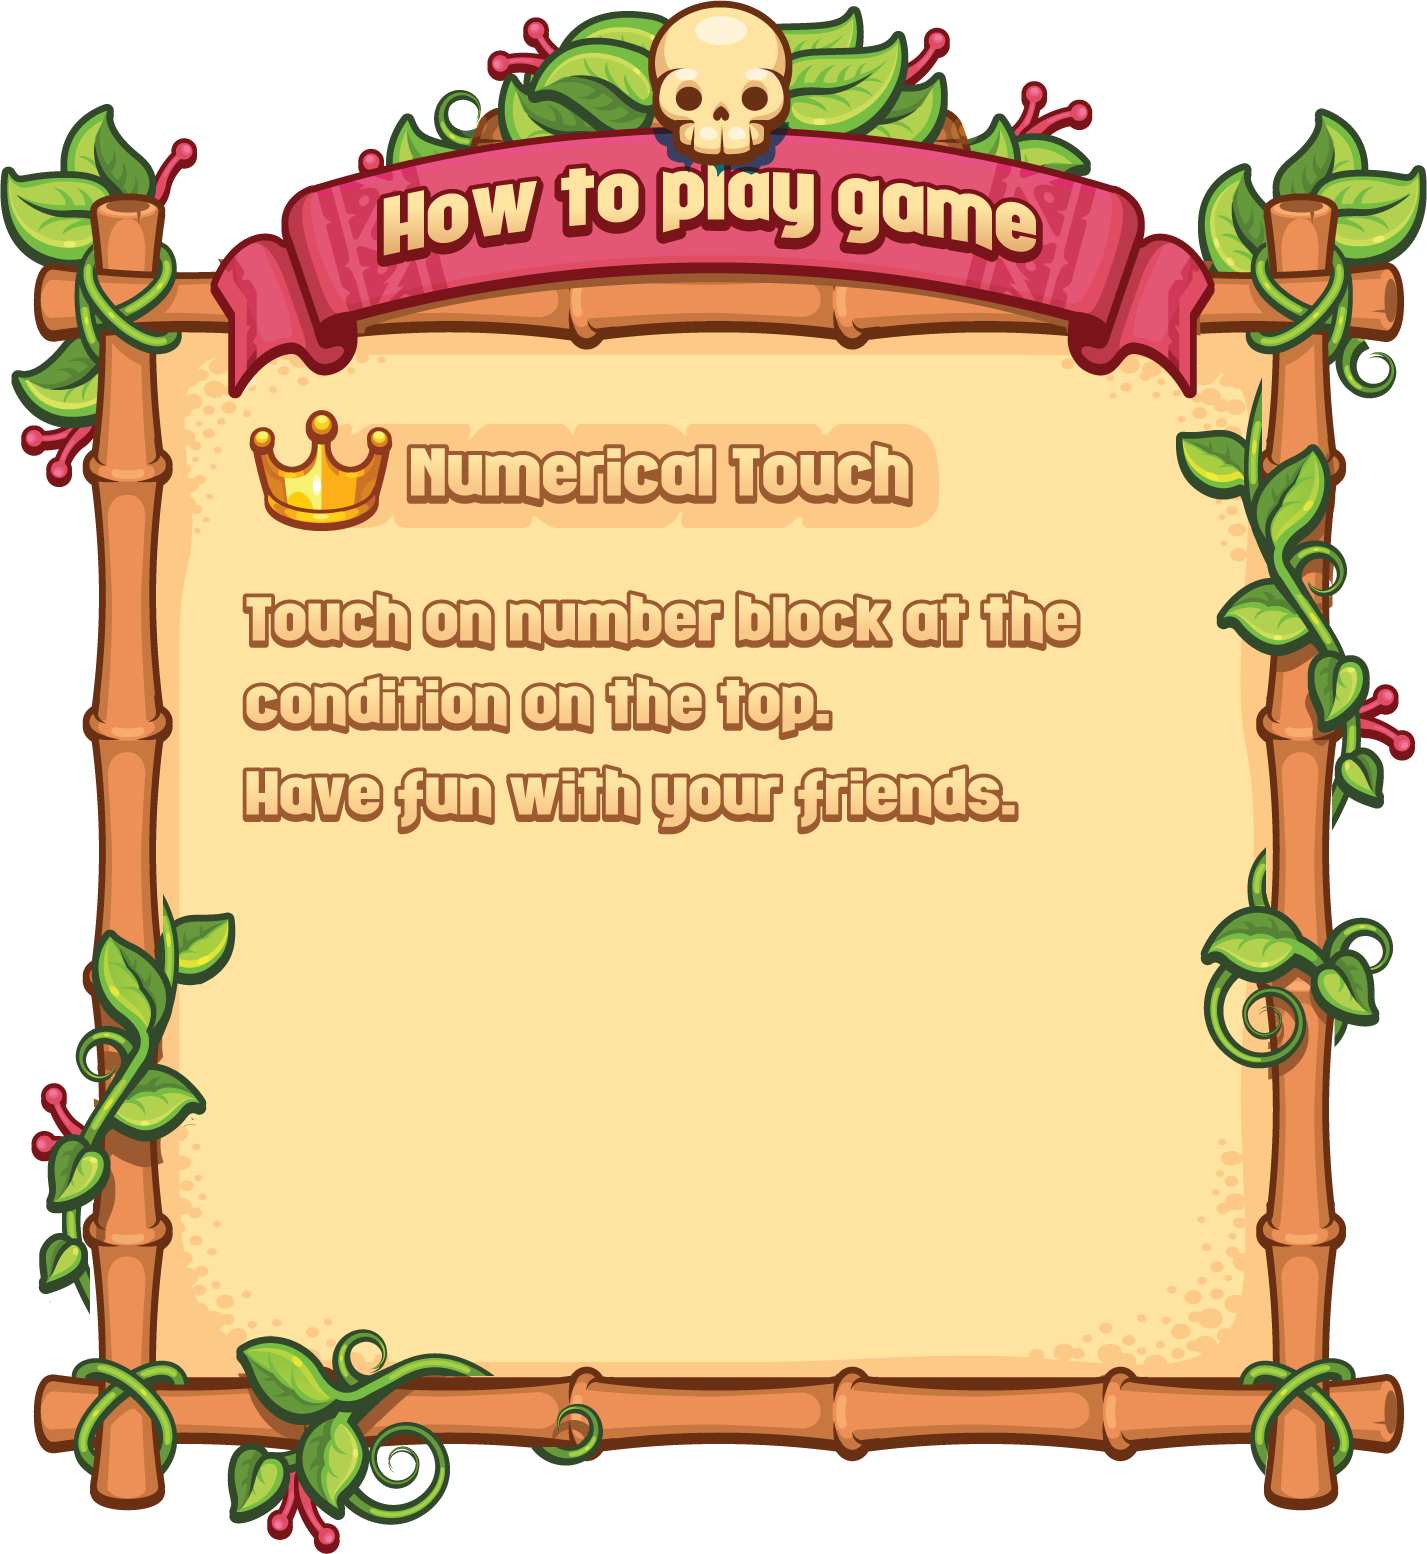 How to play game
Numerical Touch
Touch on number block at the
condition on the top.
Have fun with your friends.